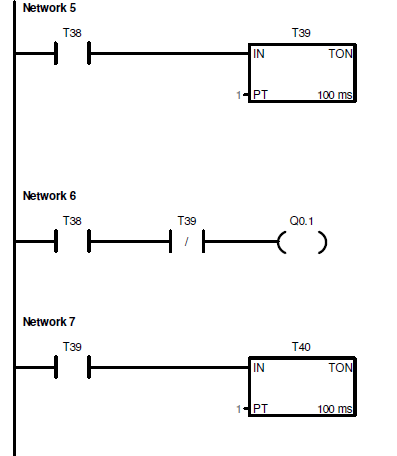 Network 5
T38 T39
IN TON
1 PT 100 ms
Network 6
T38 T39 Q0.1
/
Network 7
T39 T40
IN TON
1 PT 100 ms